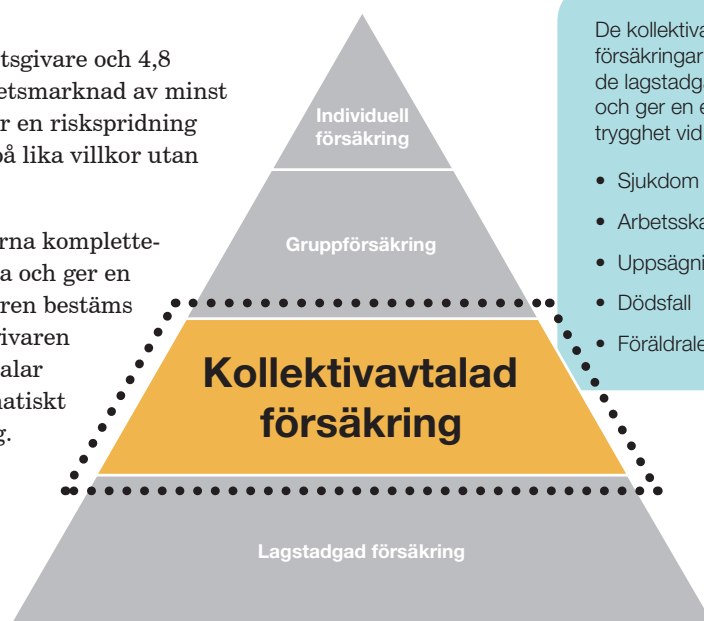 tsgivare och 4,8
etsmarknad av minst
r en riskspridning
på lika villkor utan
rna komplette-
a och ger en
ren bestäms
givaren
alar
natiskt
g.
Individuell
försäkring
Gruppförsäkring
Kollektivavtalad
försäkring
Lagstadgad försäkring
De kollektiva
försäkringar
de lagstadga
och ger en e
trygghet vid
• Sjukdom
• Arbetsska
• Uppsägni
• Dödsfall
• Föräldrale